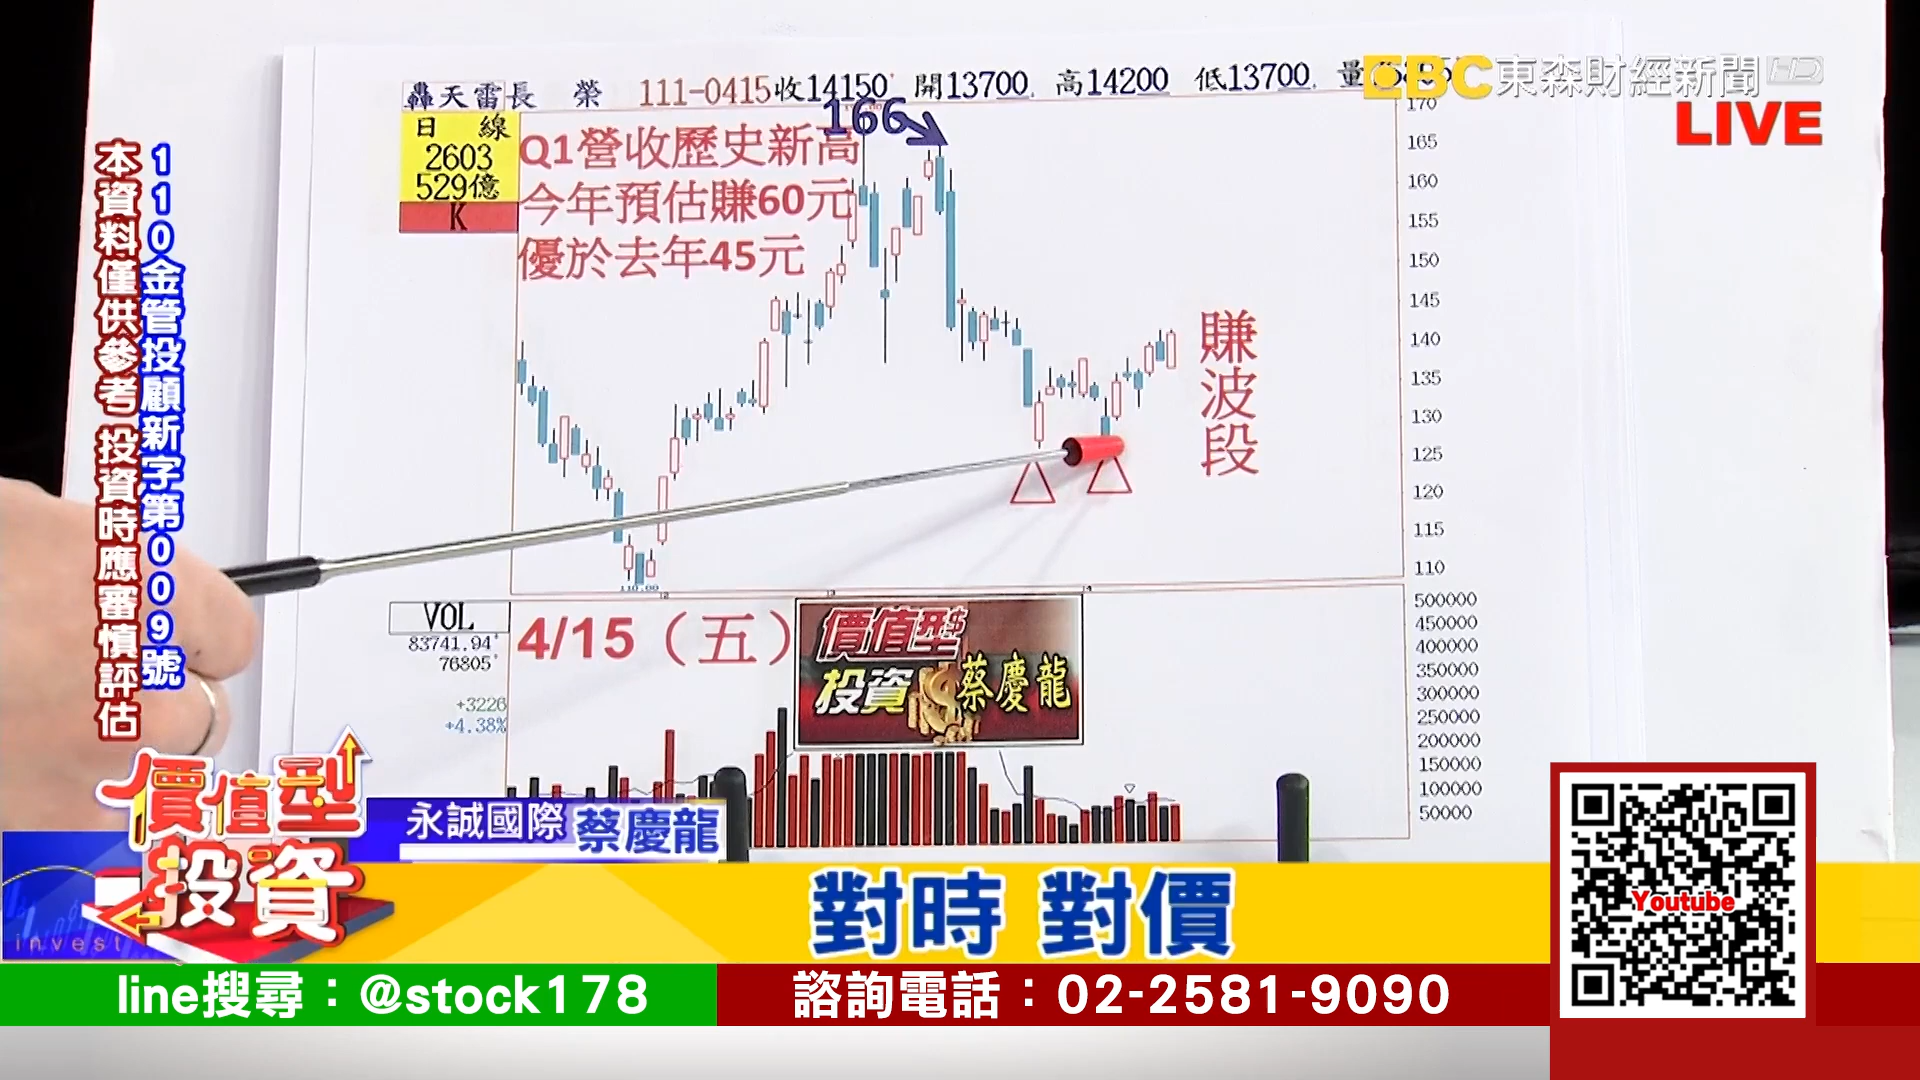 轟天雷長 榮 111-0415收14150' 開13700 高14200 低13700 量
EBC東森財經新聞HD
LIVE
日 線
2603
529億
K
166
Q1營收歷史新高
今年預估賺60元
優於去年45元
賺波段
170
165
160
155
150
145
140
135
130
125
120
115
110
110.00
VOL
83741.94
76805
+3226
+4.38%
4/15（五）
價值型
投資
蔡慶龍
500000
450000
400000
350000
300000
250000
200000
150000
100000
50000
110金管投顧新字第009號
本資料僅供參考 投資時應審慎評估
價值型
投資
invest
永誠國際 蔡慶龍
對時 對價
Youtube
line搜尋：@stock178
諮詢電話：02-2581-9090